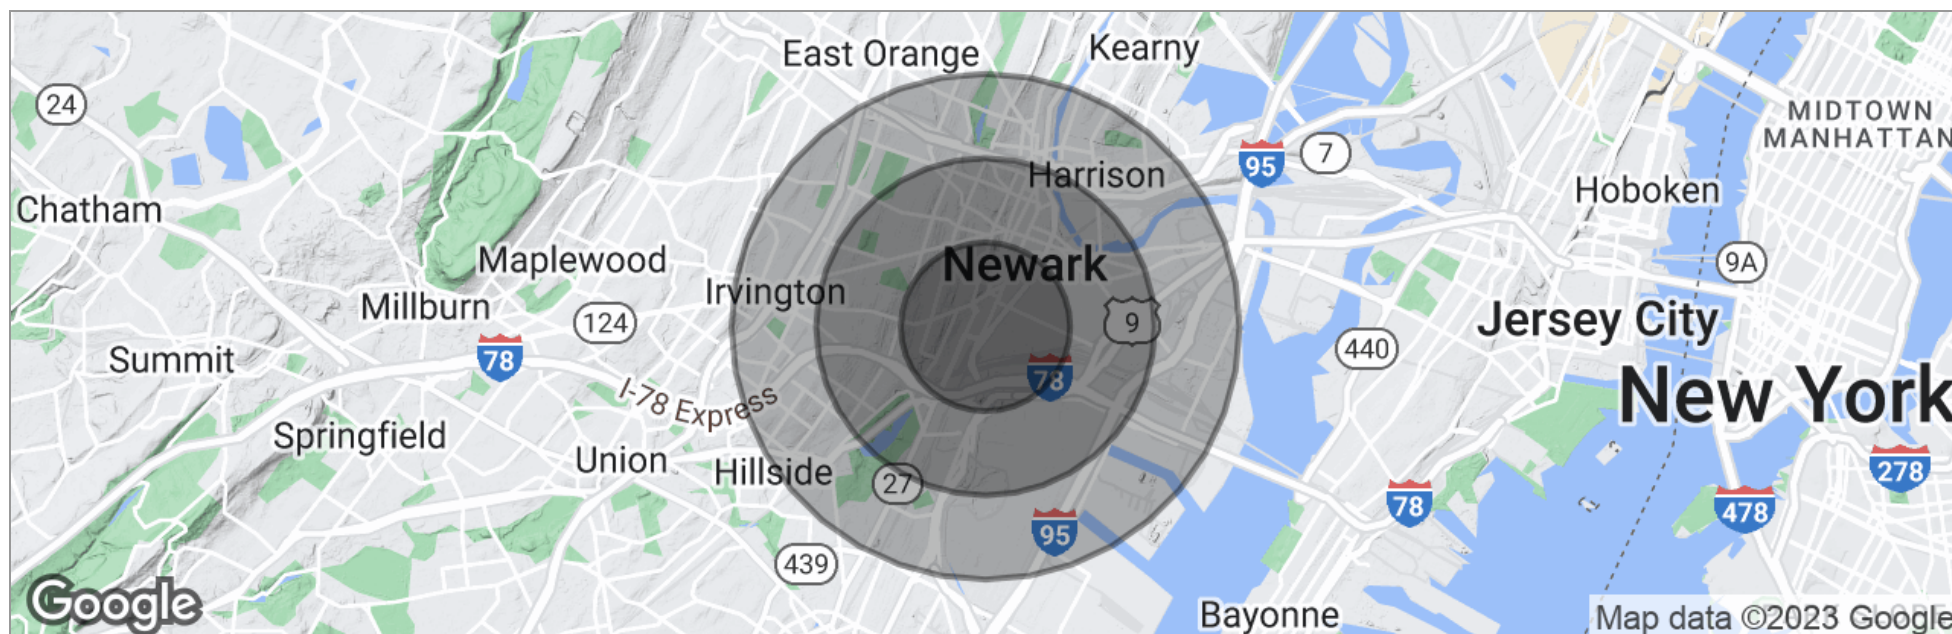 East Orange
Kearny
24
MIDTOWN
MANHATTAN
95
7
Harrison
Hoboken
Chatham
Maplewood
Newark
9A
Irvington
Millburn
124
9
Jersey City
440
Summit
78
78
I-78 Express
New York
Springfield
Union
Hillside
27
278
78
478
95
439
Google
Bayonne
Map data ©2023 Google